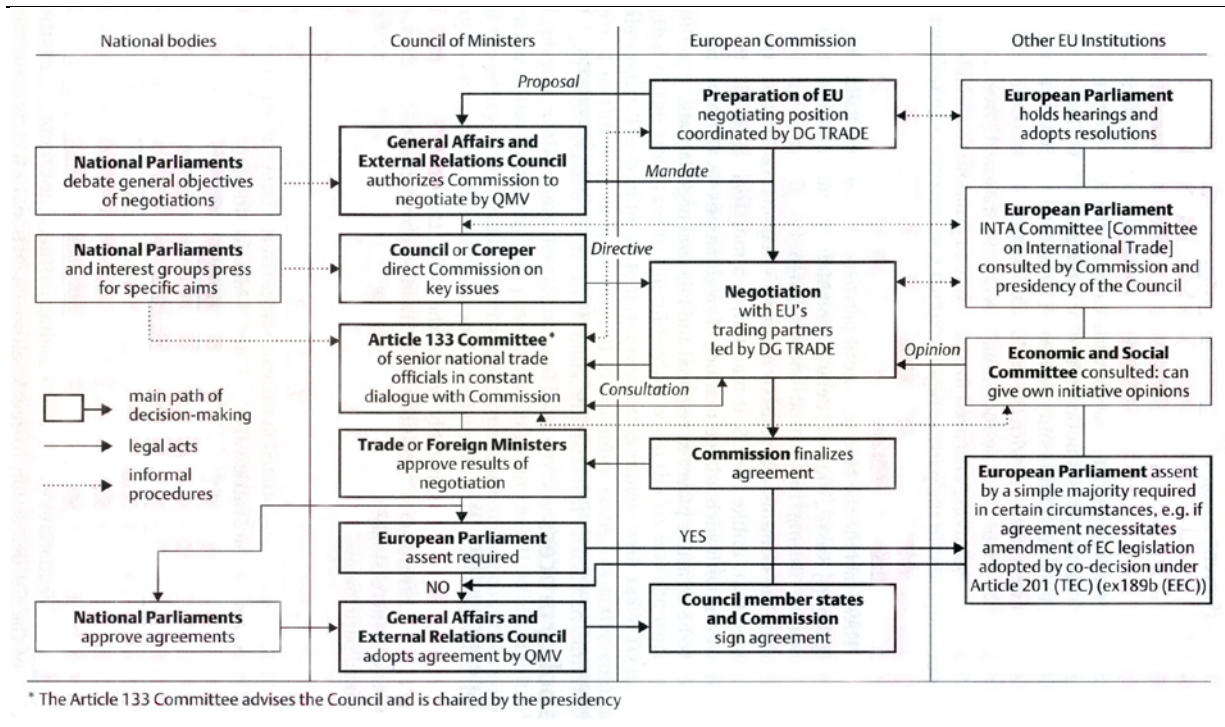 National bodies
Council of Ministers
European Commission
Other EU Institutions
Proposal
Preparation of EU
negotiating position
coordinated by DG TRADE
European Parliament
holds hearings and
adopts resolutions
General Affairs and
External Relations Council
authorizes Commission to
negotiate by QMV
National Parliaments
debate general objectives
of negotiations
Mandate
European Parliament
INTA Committee [Committee
on International Trade]
consulted by Commission and
presidency of the Council
National Parliaments
and interest groups press
for specific aims
Council or Coreper
direct Commission on
key issues
Directive
Negotiation
with EU's
trading partners
led by DG TRADE
Article 133 Committee*
of senior national trade
officials in constant
dialogue with Commission
Consultation
Opinion
Economic and Social
Committee consulted: can
give own initiative opinions
main path of
decision-making
legal acts
informal
procedures
Trade or Foreign Ministers
approve results of
negotiation
Commission finalizes
agreement
European Parliament assent
by a simple majority required
in certain circumstances, e.g. if
agreement necessitates
amendment of EC legislation
adopted by co-decision under
Article 201 (TEC) (ex189b (EEC))
European Parliament
assent required
YES
NO
National Parliaments
approve agreements
General Affairs and
External Relations Council
adopts agreement by QMV
Council member states
and Commission
sign agreement
* The Article 133 Committee advises the Council and is chaired by the presidency